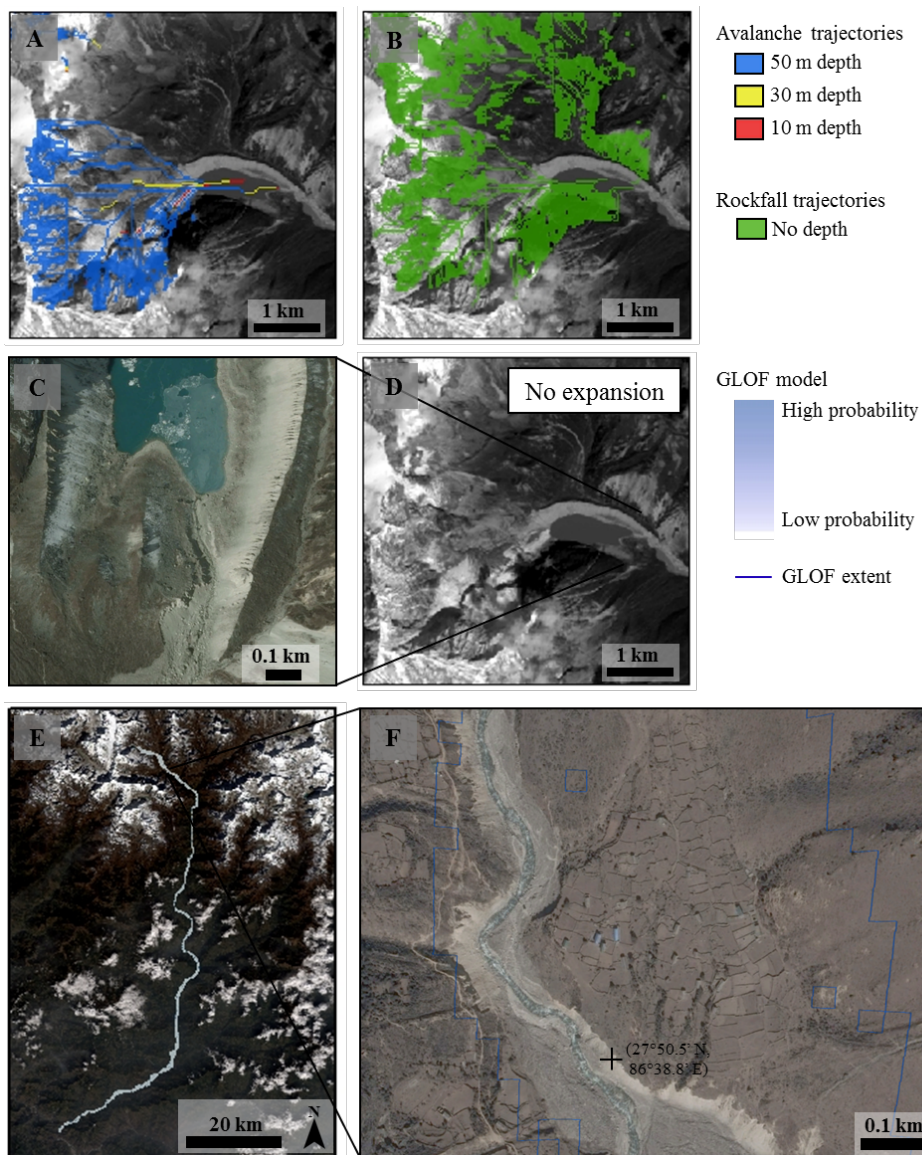 A
B
Avalanche trajectories
50 m depth
30 m depth
10 m depth
Rockfall trajectories
No depth
1 km
1 km
C
D
No expansion
GLOF model
High probability
Low probability
GLOF extent
0.1 km
1 km
E
F
(27°50.5' N,
86°38.8' E)
N
20 km
0.1 km